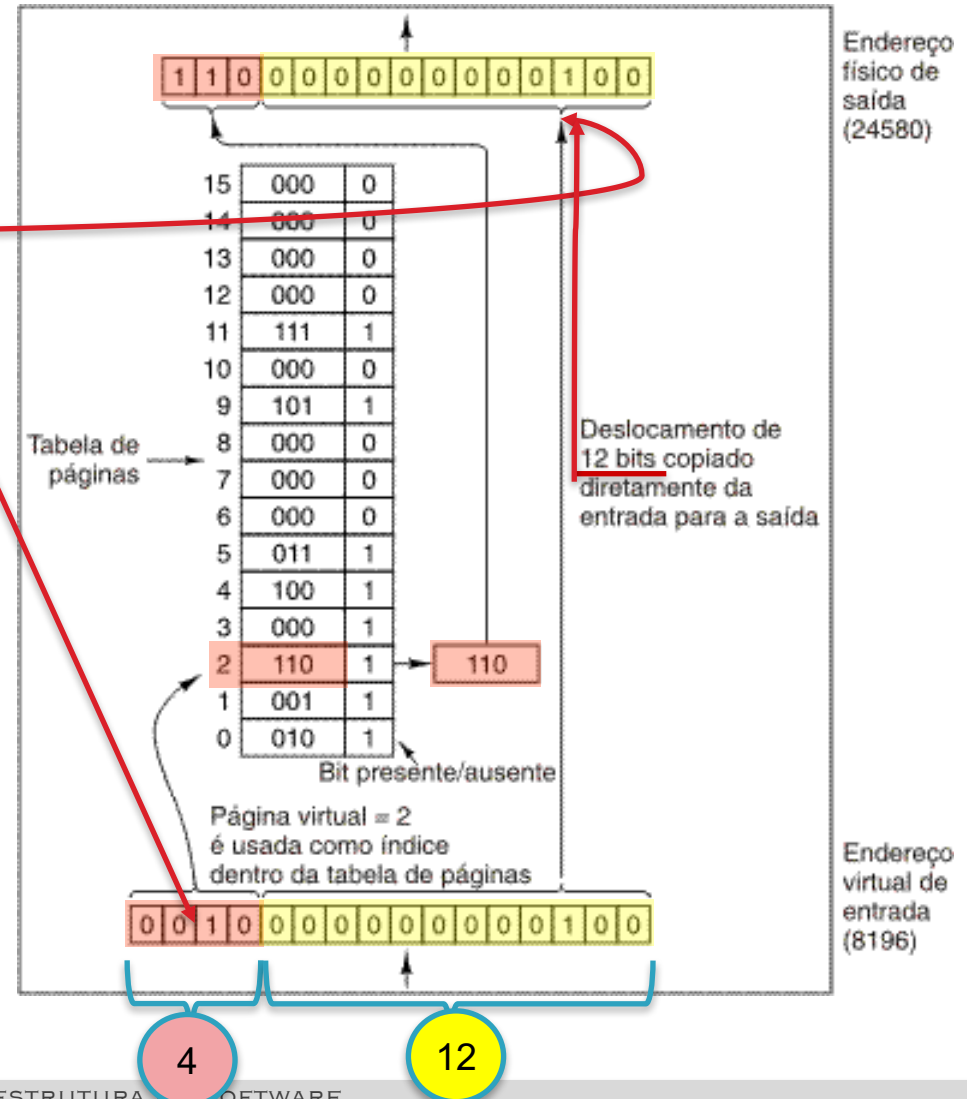 1 1 0 0 0 0 0 0 0 0 0 0 1 0 0
Endereço
físico de
saída
(24580)
15 000 0
14 000 0
13 000 0
12 000 0
11 111 1
10 000 0
9 101 1
8 000 0
7 000 0
6 000 0
5 011 1
4 100 1
3 000 1
2 110 1 110
1 001 1
0 010 1
Tabela de
páginas
Deslocamento de
12 bits copiado
diretamente da
entrada para a saída
Bit presente/ausente
Página virtual = 2
é usada como índice
dentro da tabela de páginas
0 0 1 0 0 0 0 0 0 0 0 0 0 1 0 0
Endereço
virtual de
entrada
(8196)
4
12